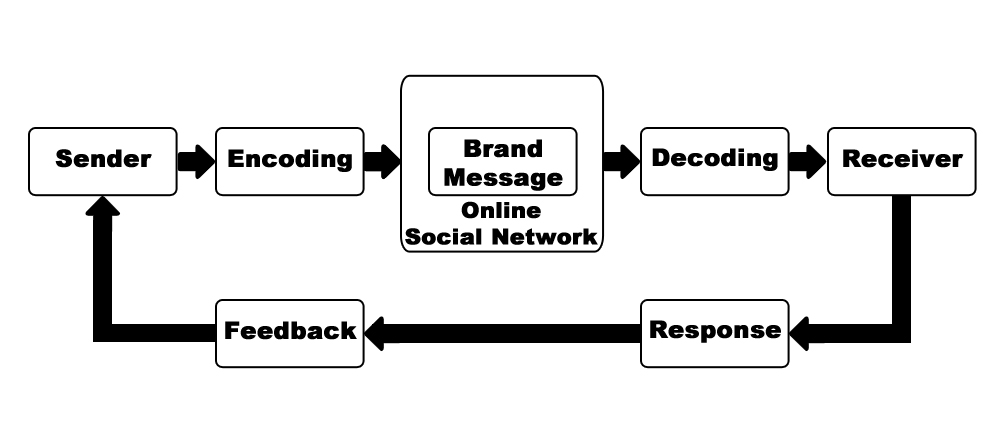 Sender
Encoding
Brand
Message
Online
Social Network
Decoding
Receiver
Feedback
Response